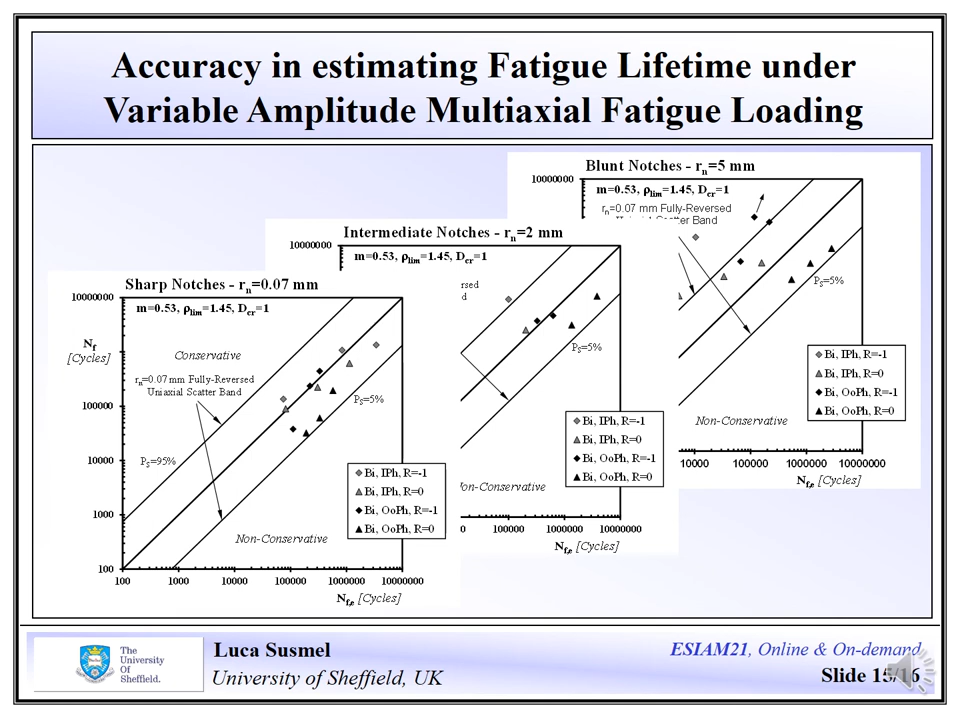 Accuracy in estimating Fatigue Lifetime under
Variable Amplitude Multiaxial Fatigue Loading
Blunt Notches - rn=5 mm
10000000
m=0.53, ρlim=1.45, Dcr=1
rn=0.07 mm Fully-Reversed
Uniaxial Scatter Band
PS=5%
Bi, IPh, R=-1
Bi, IPh, R=0
Bi, OoPh, R=-1
Bi, OoPh, R=0
Non-Conservative
10000 100000 1000000 10000000
Nf,e [Cycles]
Intermediate Notches - rn=2 mm
10000000
m=0.53, ρlim=1.45, Dcr=1
PS=5%
Bi, IPh, R=-1
Bi, IPh, R=0
Bi, OoPh, R=-1
Bi, OoPh, R=0
on-Conservative
0 100000 1000000 10000000
Nf,e [Cycles]
Sharp Notches - rn=0.07 mm
10000000
m=0.53, ρlim=1.45, Dcr=1
Nf
[Cycles]
Conservative
rn=0.07 mm Fully-Reversed
Uniaxial Scatter Band
PS=5%
100000
PS=95%
10000
Bi, IPh, R=-1
Bi, IPh, R=0
Bi, OoPh, R=-1
Bi, OoPh, R=0
1000
Non-Conservative
100
100 1000 10000 100000 1000000 10000000
Nf,e [Cycles]
The
University
Of
Sheffield.
Luca Susmel
University of Sheffield, UK
ESIAM21, Online & On-demand
Slide 15/16